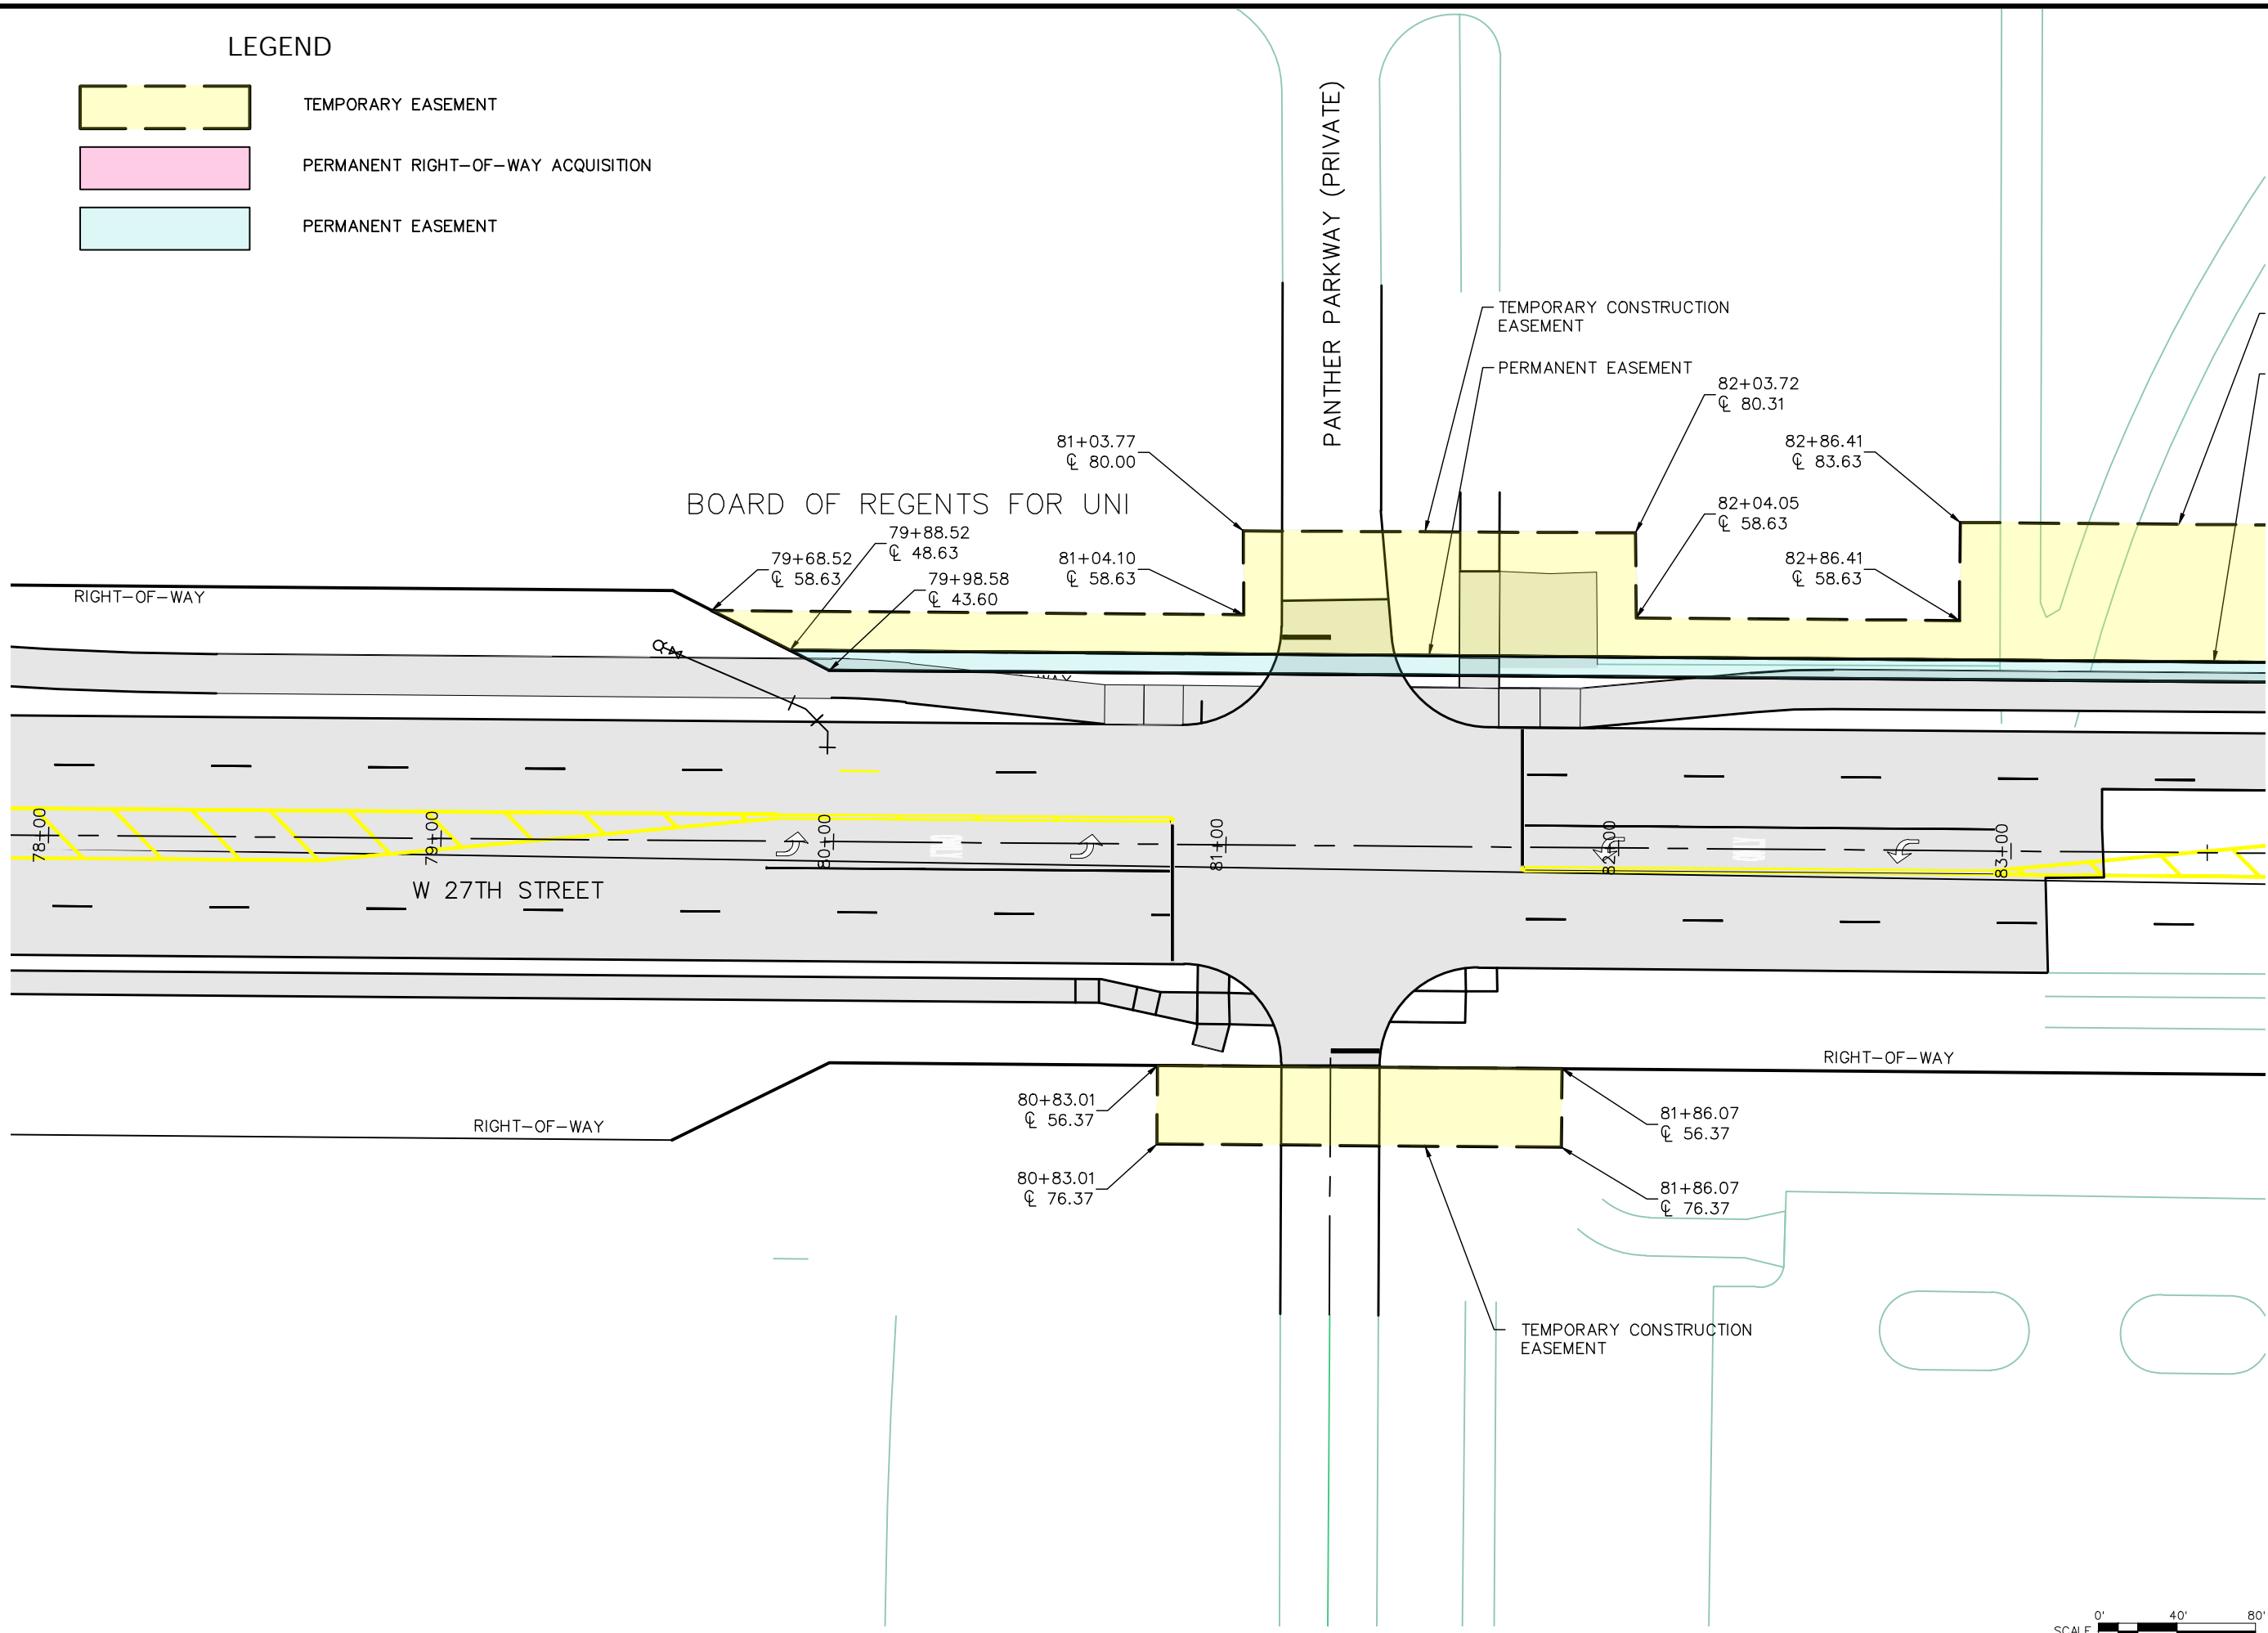 LEGEND
TEMPORARY EASEMENT
PERMANENT RIGHT-OF-WAY ACQUISITION
PERMANENT EASEMENT
PANTHER PARKWAY (PRIVATE)
TEMPORARY CONSTRUCTION
EASEMENT
PERMANENT EASEMENT
82+03.72
℄ 80.31
81+03.77
℄ 80.00
82+86.41
℄ 83.63
BOARD OF REGENTS FOR UNI
82+04.05
℄ 58.63
79+88.52
℄ 48.63
79+68.52
℄ 58.63
81+04.10
℄ 58.63
82+86.41
℄ 58.63
79+98.58
℄ 43.60
RIGHT-OF-WAY
78+00
79+00
80+00
81+00
82+00
83+00
ONLY
W 27TH STREET
RIGHT-OF-WAY
80+83.01
℄ 56.37
81+86.07
℄ 56.37
RIGHT-OF-WAY
80+83.01
℄ 76.37
81+86.07
℄ 76.37
TEMPORARY CONSTRUCTION
EASEMENT
0' 40' 80'
SCALE